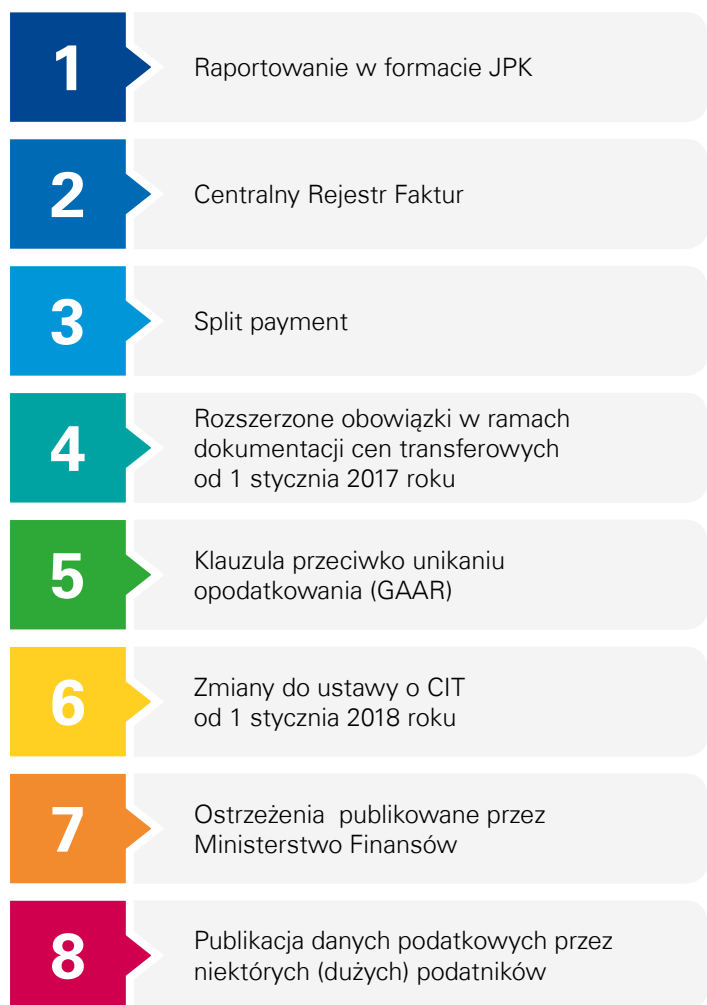 1
Raportowanie w formacie JPK
2
Centralny Rejestr Faktur
3
Split payment
4
Rozszerzone obowiązki w ramach
dokumentacji cen transferowych
od 1 stycznia 2017 roku
5
Klauzula przeciwko unikaniu
opodatkowania (GAAR)
6
Zmiany do ustawy o CIT
od 1 stycznia 2018 roku
7
Ostrzeżenia publikowane przez
Ministerstwo Finansów
8
Publikacja danych podatkowych przez
niektórych (dużych) podatników